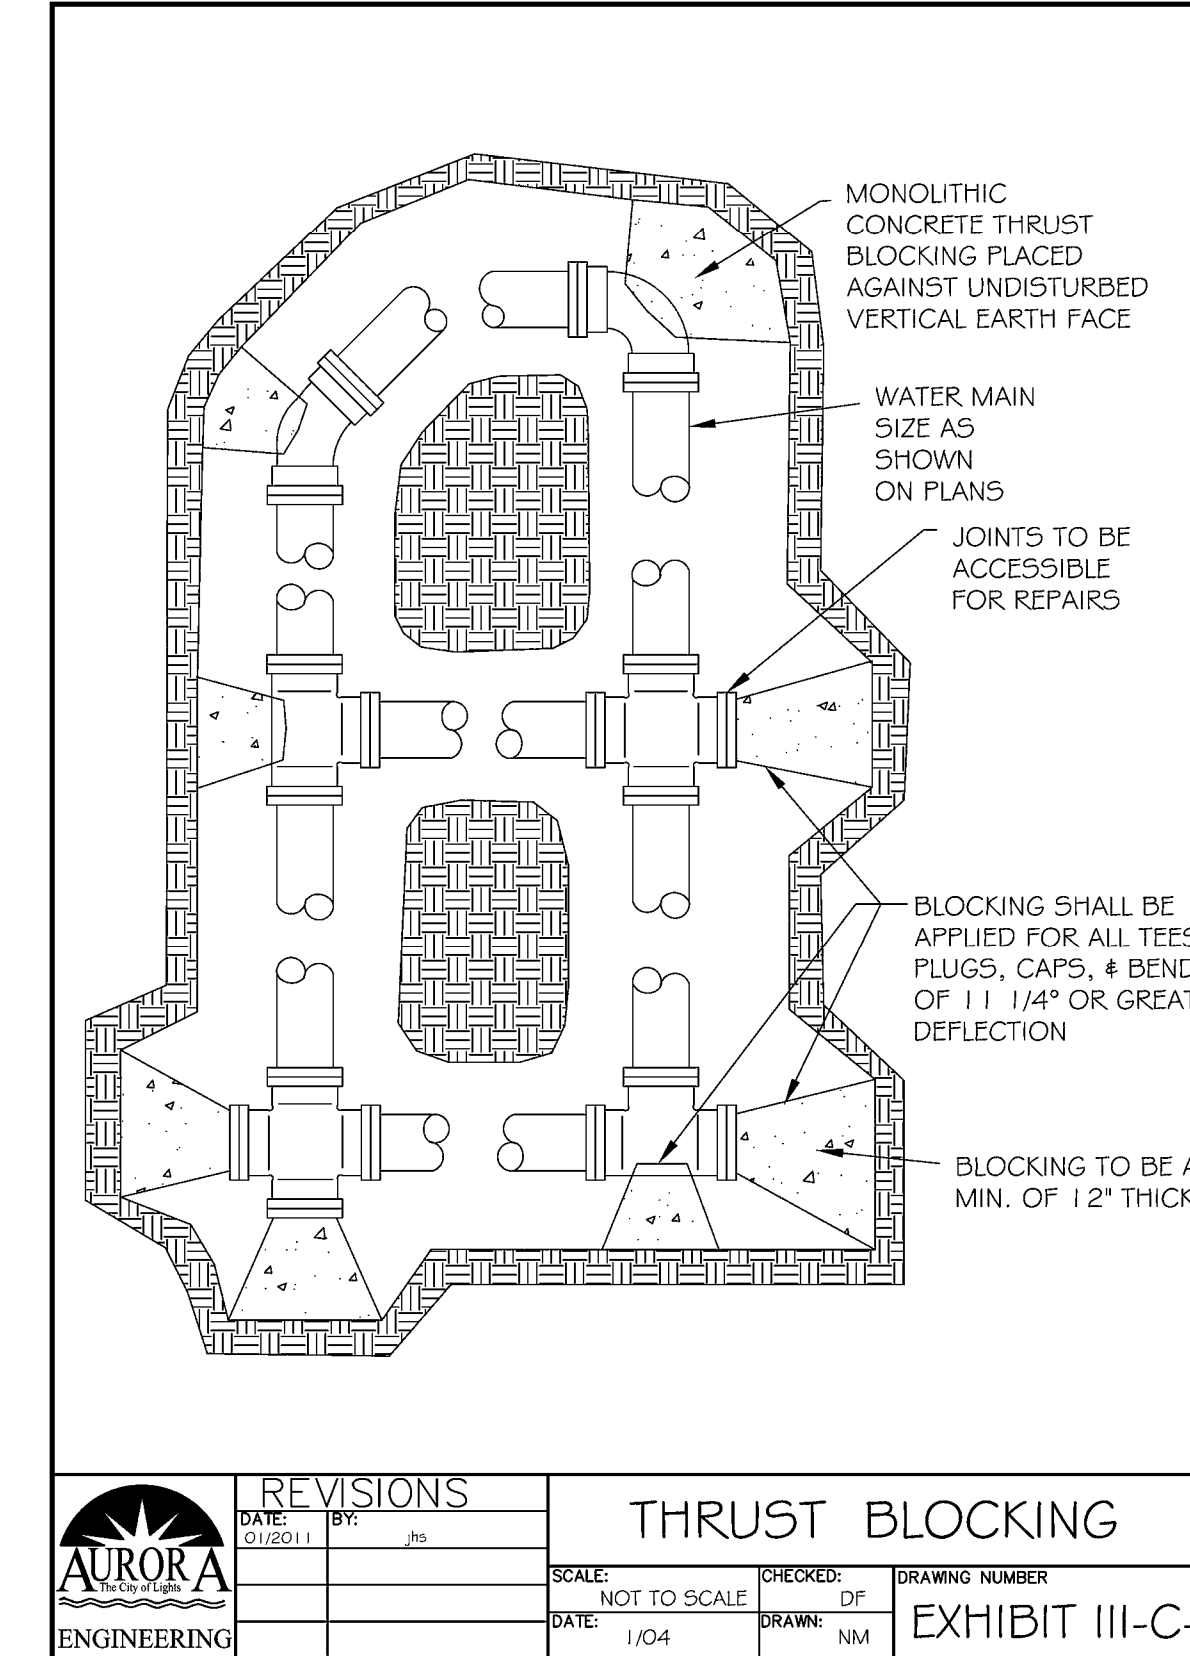 MONOLITHIC
CONCRETE THRUST
BLOCKING PLACED
AGAINST UNDISTURBED
VERTICAL EARTH FACE
WATER MAIN
SIZE AS
SHOWN
ON PLANS
JOINTS TO BE
ACCESSIBLE
FOR REPAIRS
BLOCKING SHALL BE
APPLIED FOR ALL TEES
PLUGS, CAPS, & BEND
OF 11 1/4° OR GREAT
DEFLECTION
BLOCKING TO BE A
MIN. OF 12" THICK
AURORA
The City of Lights
ENGINEERING
REVISIONS
DATE: BY:
01/2011 jhs
THRUST BLOCKING
SCALE:
NOT TO SCALE
CHECKED:
DF
DATE:
1/04
DRAWN:
NM
DRAWING NUMBER
EXHIBIT III-C-